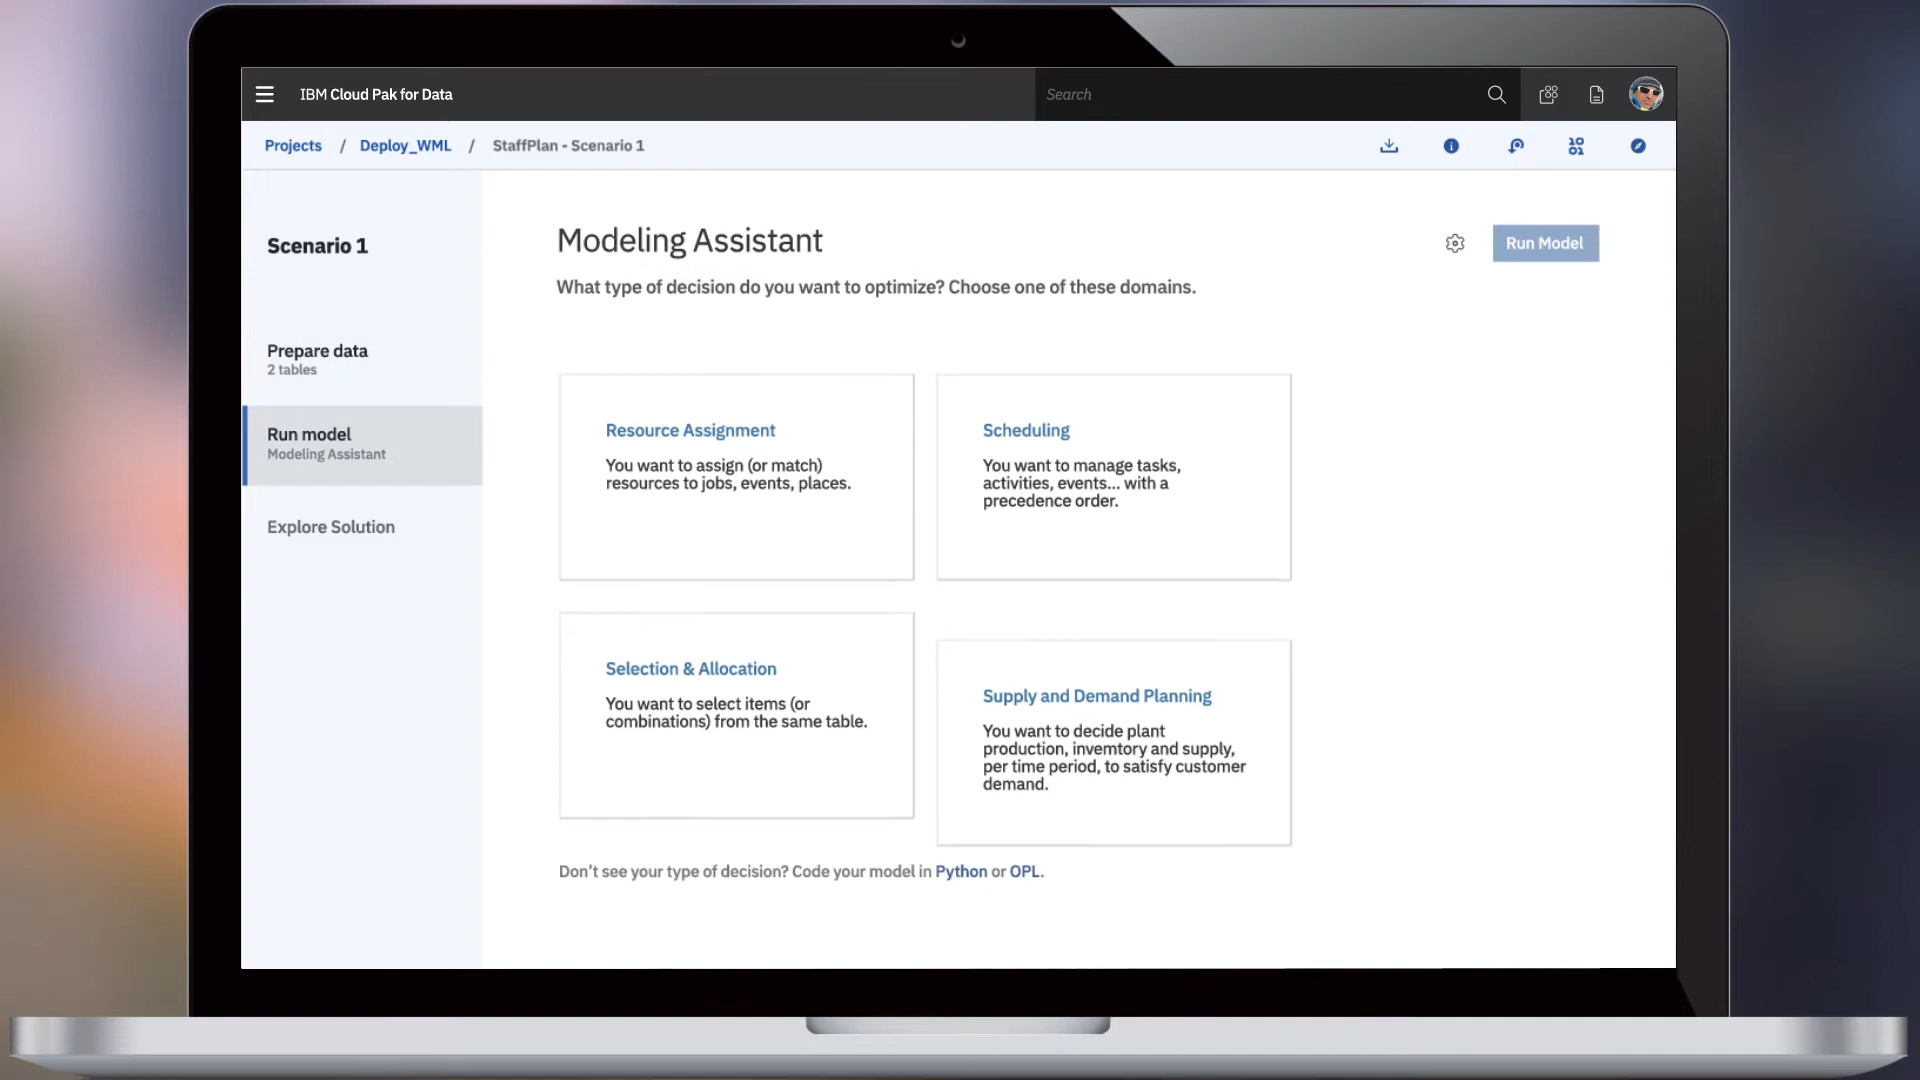 IBM Cloud Pak for Data
Search
Projects / Deploy_WML / StaffPlan - Scenario 1
Scenario 1
Prepare data
2 tables
Run model
Modeling Assistant
Explore Solution
Modeling Assistant
Run Model
What type of decision do you want to optimize? Choose one of these domains.
Resource Assignment
You want to assign (or match)
resources to jobs, events, places.
Scheduling
You want to manage tasks,
activities, events... with a
precedence order.
Selection & Allocation
You want to select items (or
combinations) from the same table.
Supply and Demand Planning
You want to decide plant
production, invemtory and supply,
per time period, to satisfy customer
demand.
Don't see your type of decision? Code your model in Python or OPL.